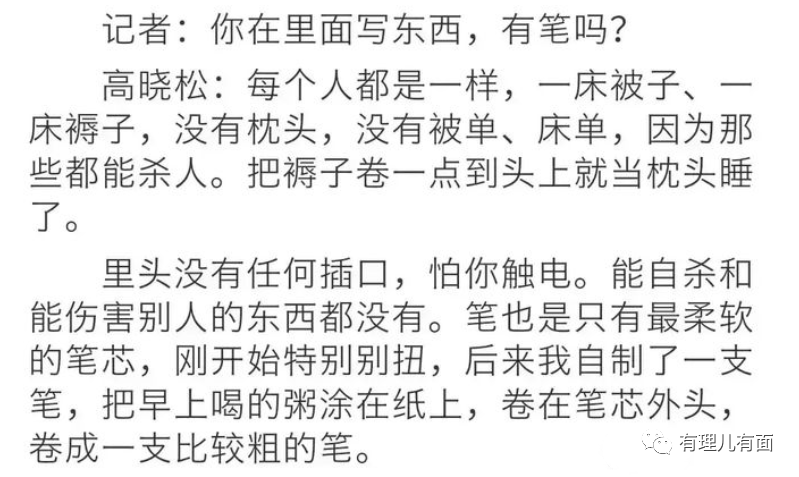 记者：你在里面写东西，有笔吗？
高晓松：每个人都是一样，一床被子、一
床褥子，没有枕头，没有被单、床单，因为那
些都能杀人。把褥子卷一点到头上就当枕头睡
了。
里头没有任何插口，怕你触电。能自杀和
能伤害别人的东西都没有。笔也是只有最柔软
的笔芯，刚开始特别别扭，后来我自制了一支
笔，把早上喝的粥涂在纸上，卷在笔芯外头，
卷成一支比较粗的笔。
有理儿有面